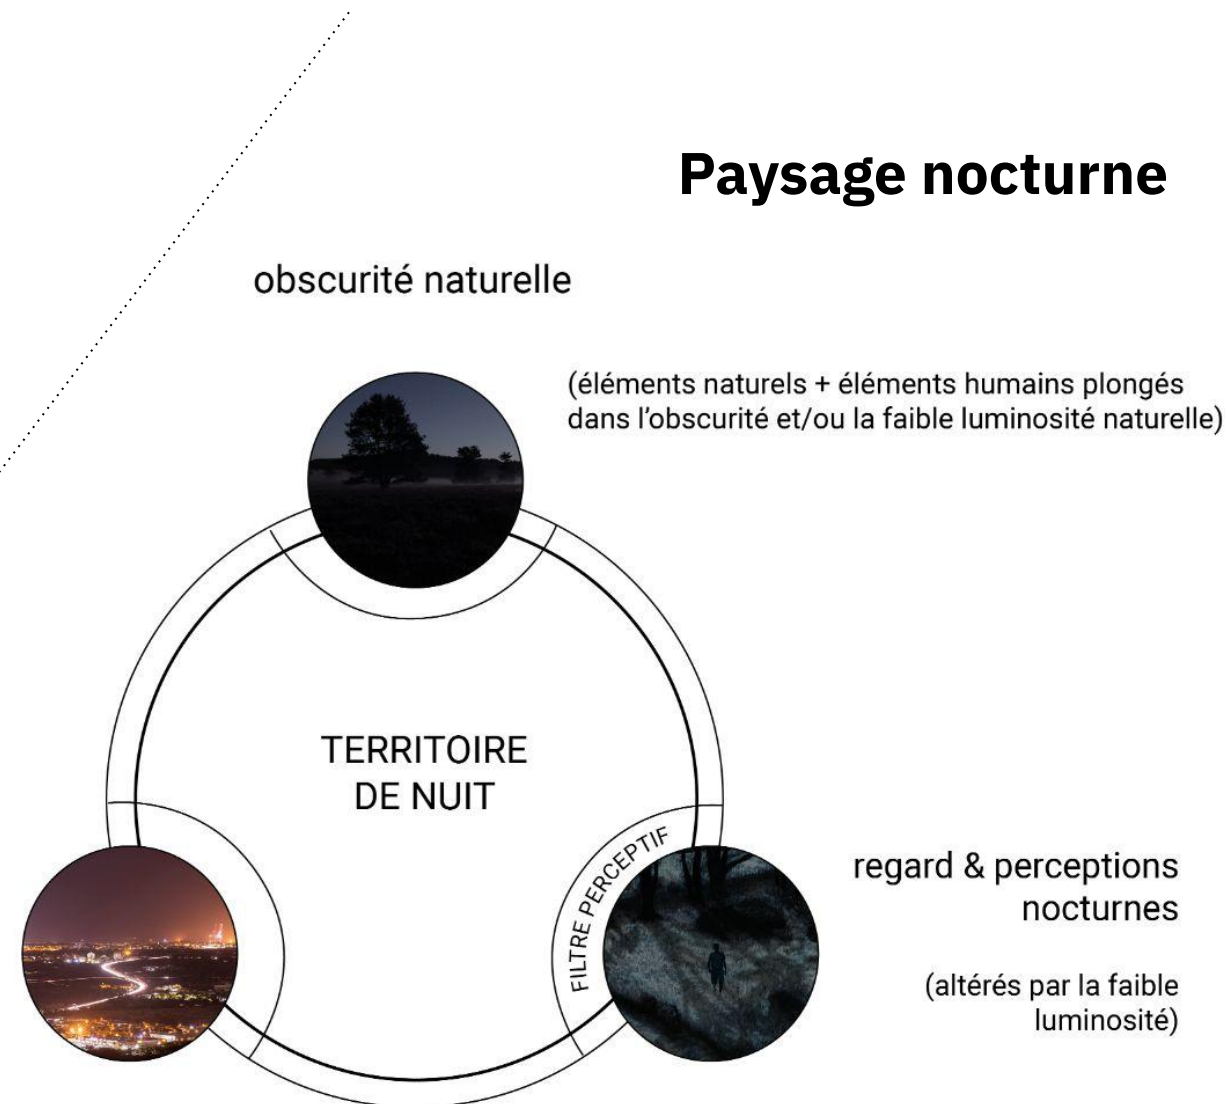 Paysage nocturne
obscurité naturelle
(éléments naturels + éléments humains plongés
dans l'obscurité et/ou la faible luminosité naturelle)
TERRITOIRE
DE NUIT
FILTRE PERCEPTIF
regard & perceptions
nocturnes
(altérés par la faible
luminosité)